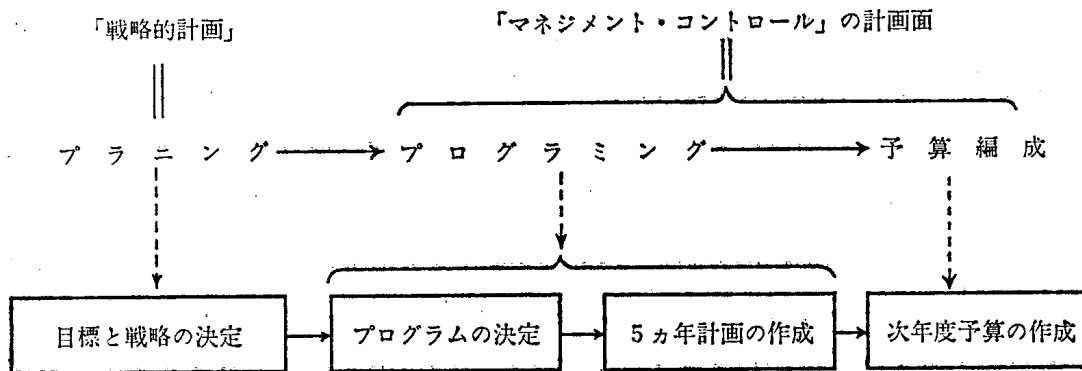 「戦略的計画」
「マネジメント・コントロール」の計画面
プラニング
プログラミング
予算編成
目標と戦略の決定
プログラムの決定
5ヵ年計画の作成
次年度予算の作成